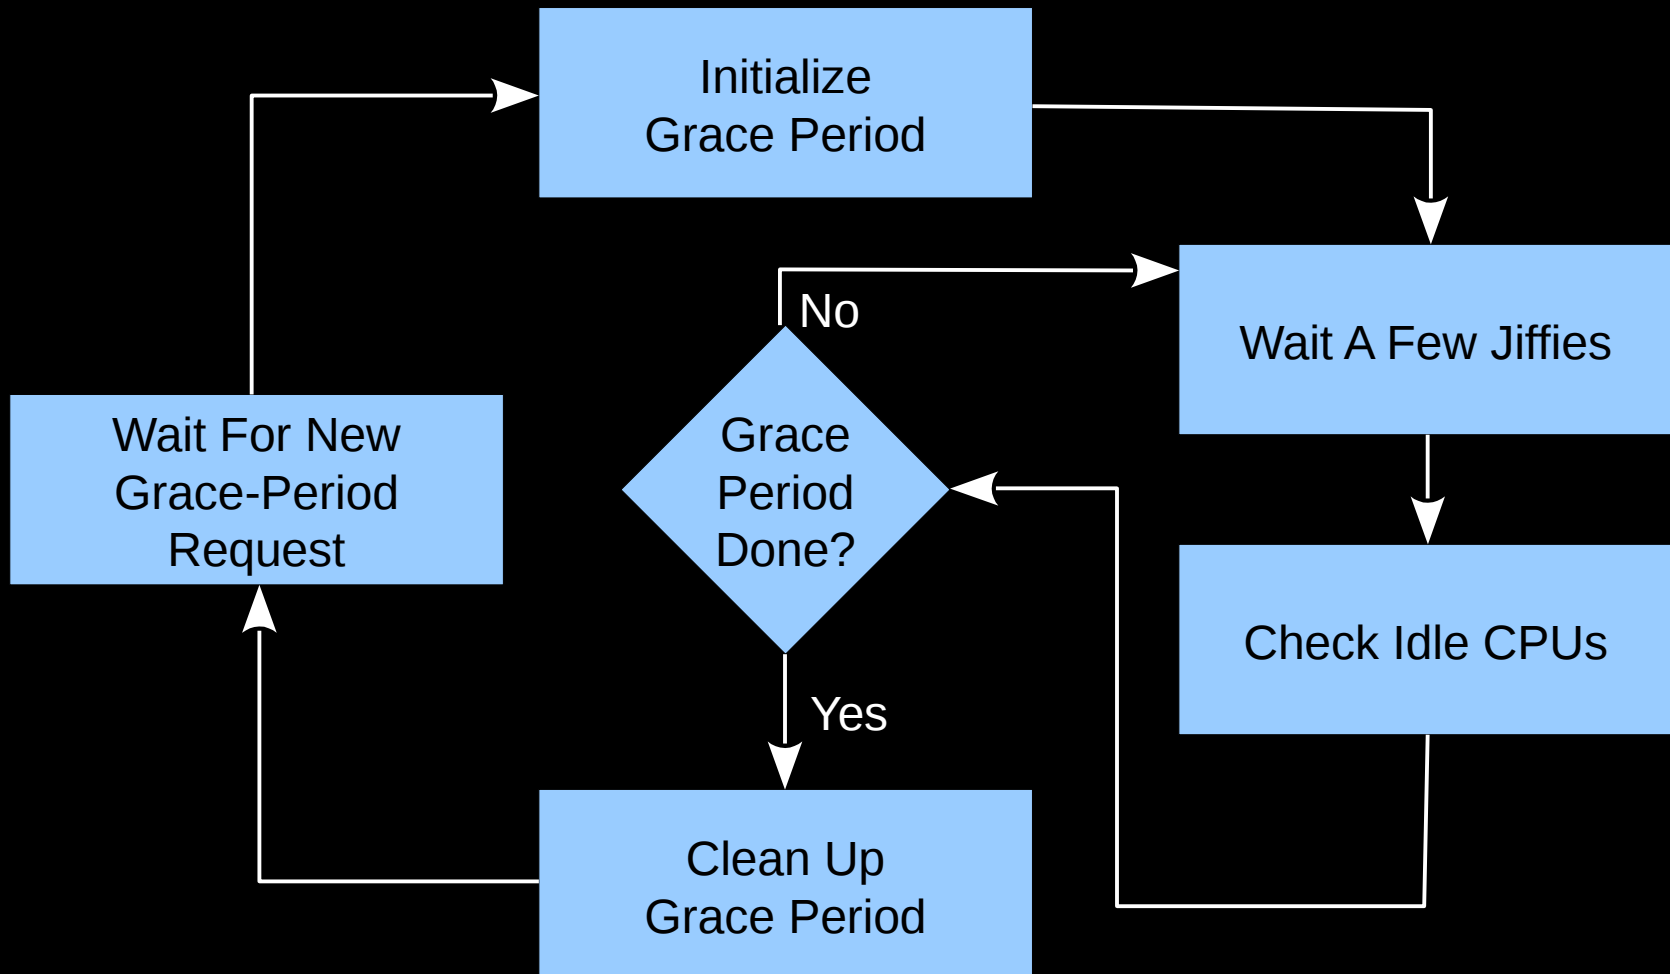 Initialize
Grace Period
No
Wait A Few Jiffies
Wait For New
Grace-Period
Request
Grace
Period
Done?
Check Idle CPUs
Yes
Clean Up
Grace Period